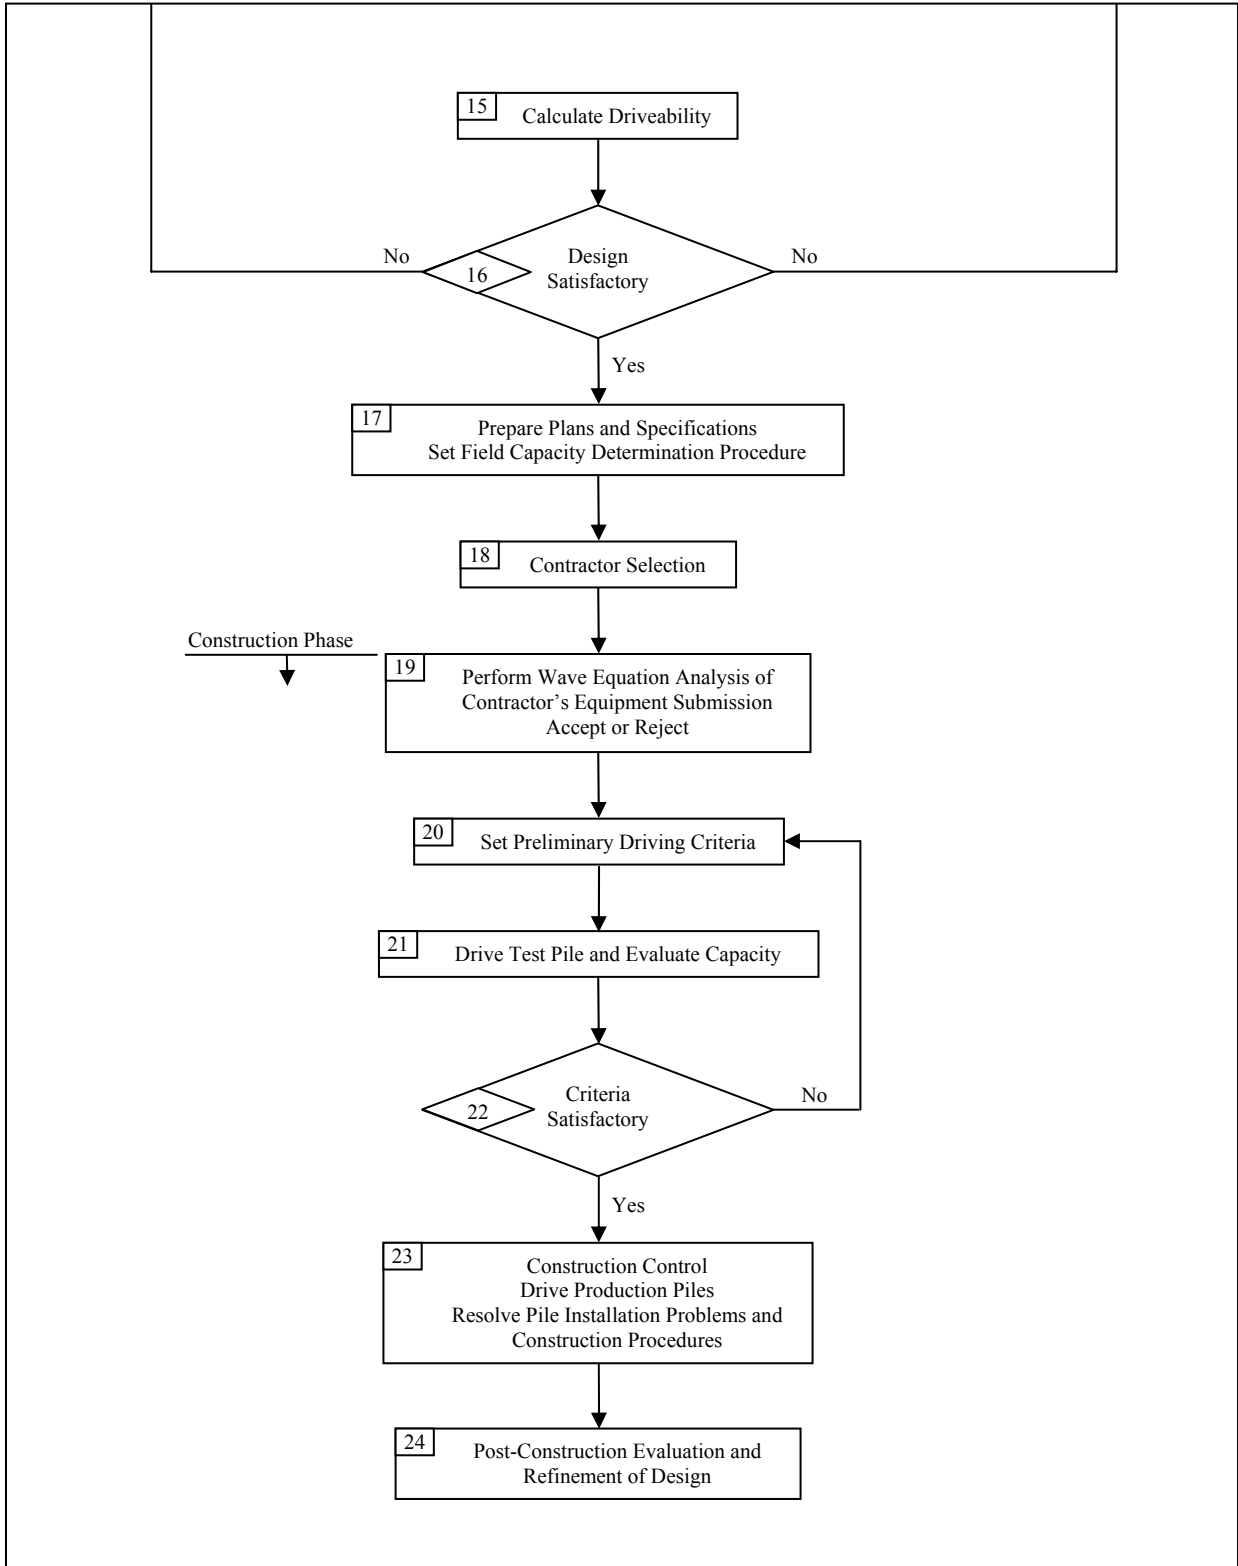 15
Calculate Driveability
No
No
16
Design
Satisfactory
Yes
17
Prepare Plans and Specifications
Set Field Capacity Determination Procedure
18
Contractor Selection
Construction Phase
19
Perform Wave Equation Analysis of
Contractor’s Equipment Submission
Accept or Reject
20
Set Preliminary Driving Criteria
21
Drive Test Pile and Evaluate Capacity
22
Criteria
Satisfactory
No
Yes
23
Construction Control
Drive Production Piles
Resolve Pile Installation Problems and
Construction Procedures
24
Post-Construction Evaluation and
Refinement of Design